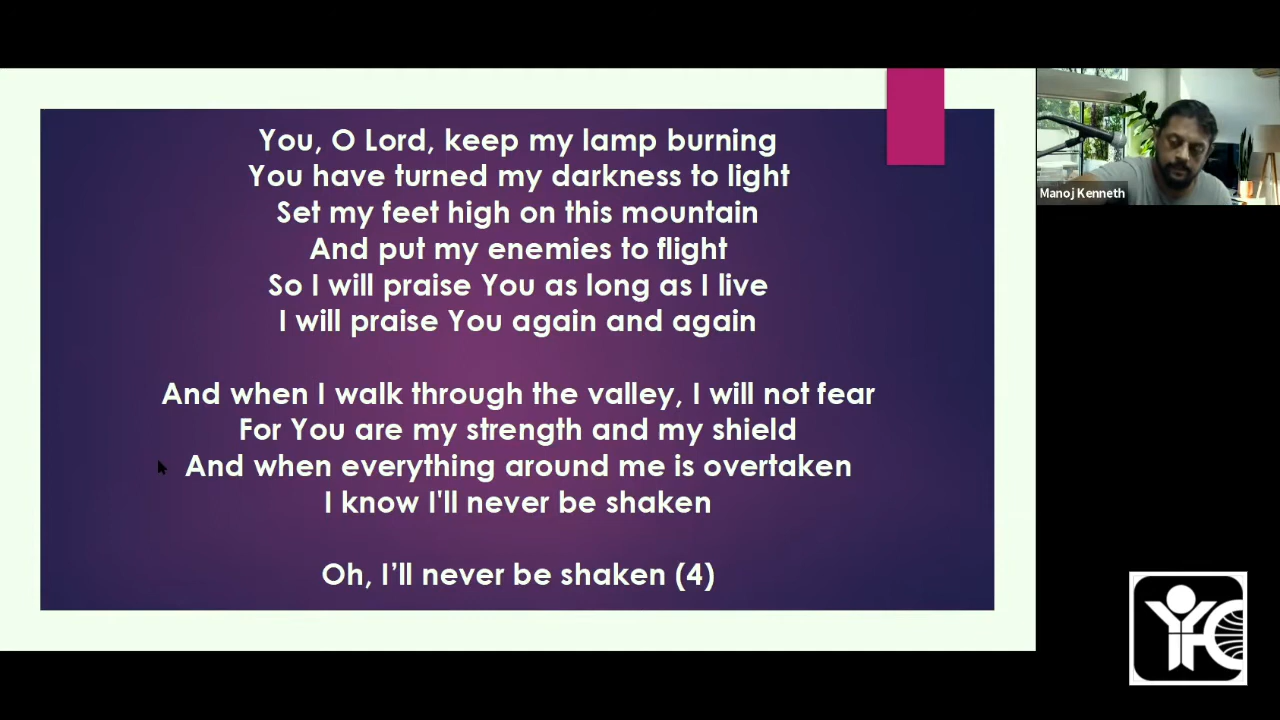 You, O Lord, keep my lamp burning
You have turned my darkness to light
Set my feet high on this mountain
And put my enemies to flight
So I will praise You as long as I live
I will praise You again and again
And when I walk through the valley, I will not fear
For You are my strength and my shield
And when everything around me is overtaken
I know I'll never be shaken
Oh, I’ll never be shaken (4)
Manoj Kenneth
YFC